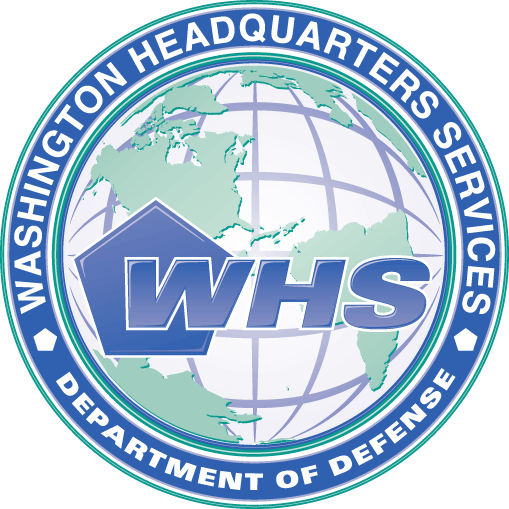 WASHINGTON HEADQUARTERS SERVICES
WHS
DEPARTMENT OF DEFENSE